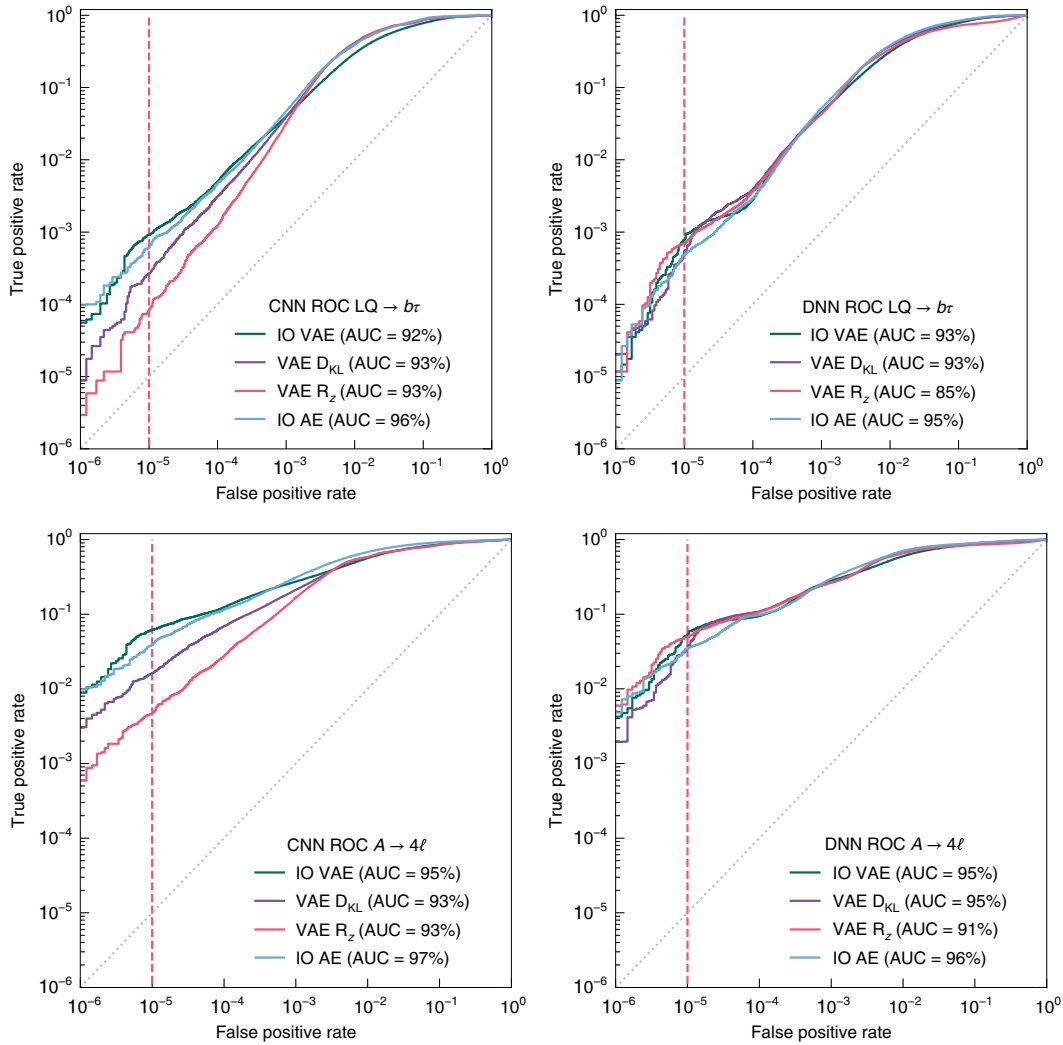 10⁰
10⁻¹
10⁻²
10⁻³
10⁻⁴
10⁻⁵
10⁻⁶
True positive rate
CNN ROC LQ → bτ
IO VAE (AUC = 92%)
VAE D_KL (AUC = 93%)
VAE R_z (AUC = 93%)
IO AE (AUC = 96%)
10⁻⁶ 10⁻⁵ 10⁻⁴ 10⁻³ 10⁻² 10⁻¹ 10⁰
False positive rate
10⁰
10⁻¹
10⁻²
10⁻³
10⁻⁴
10⁻⁵
10⁻⁶
True positive rate
DNN ROC LQ → bτ
IO VAE (AUC = 93%)
VAE D_KL (AUC = 93%)
VAE R_z (AUC = 85%)
IO AE (AUC = 95%)
10⁻⁶ 10⁻⁵ 10⁻⁴ 10⁻³ 10⁻² 10⁻¹ 10⁰
False positive rate
10⁰
10⁻¹
10⁻²
10⁻³
10⁻⁴
10⁻⁵
10⁻⁶
True positive rate
CNN ROC A → 4ℓ
IO VAE (AUC = 95%)
VAE D_KL (AUC = 93%)
VAE R_z (AUC = 93%)
IO AE (AUC = 97%)
10⁻⁶ 10⁻⁵ 10⁻⁴ 10⁻³ 10⁻² 10⁻¹ 10⁰
False positive rate
10⁰
10⁻¹
10⁻²
10⁻³
10⁻⁴
10⁻⁵
10⁻⁶
True positive rate
DNN ROC A → 4ℓ
IO VAE (AUC = 95%)
VAE D_KL (AUC = 95%)
VAE R_z (AUC = 91%)
IO AE (AUC = 96%)
10⁻⁶ 10⁻⁵ 10⁻⁴ 10⁻³ 10⁻² 10⁻¹ 10⁰
False positive rate